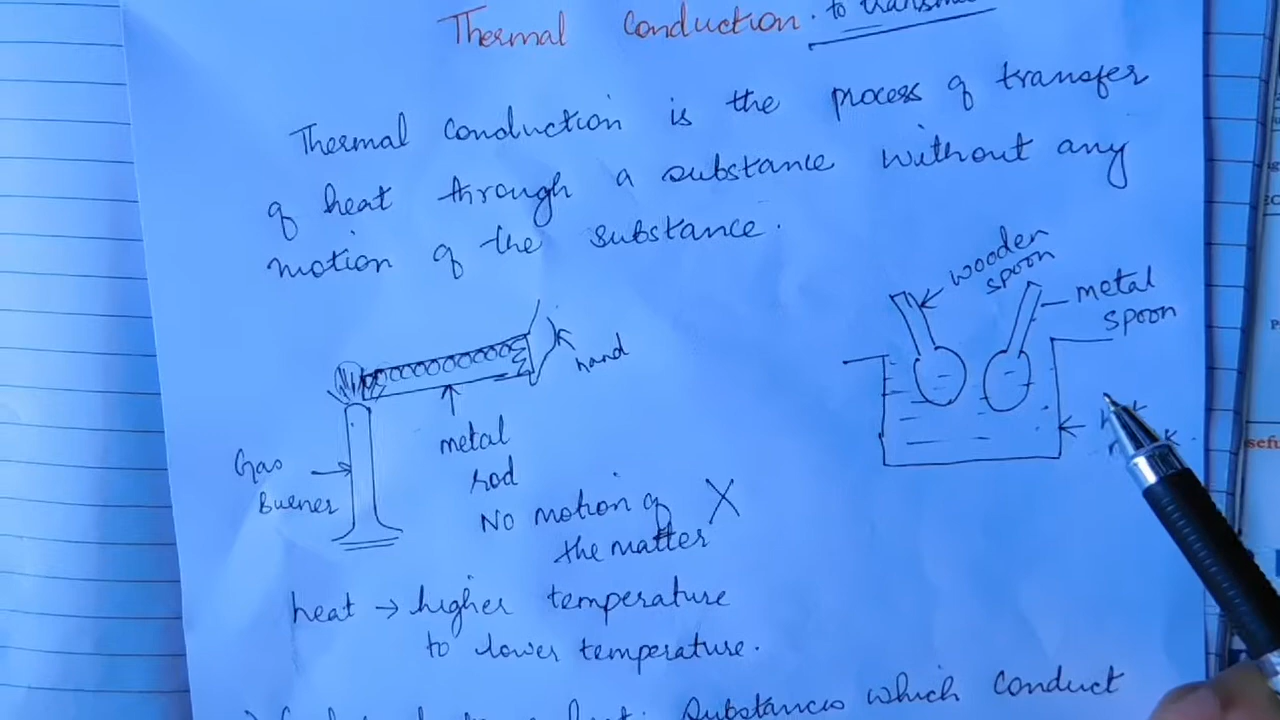 Thermal Conduction. to
Thermal Conduction is the process of transfer
of heat through a substance without any
motion of the substance.
wooden
spoon
metal
spoon
hand
metal
rod
Gas
Burner
No motion of X
the matter
heat → higher temperature
to lower temperature.
Substances which conduct